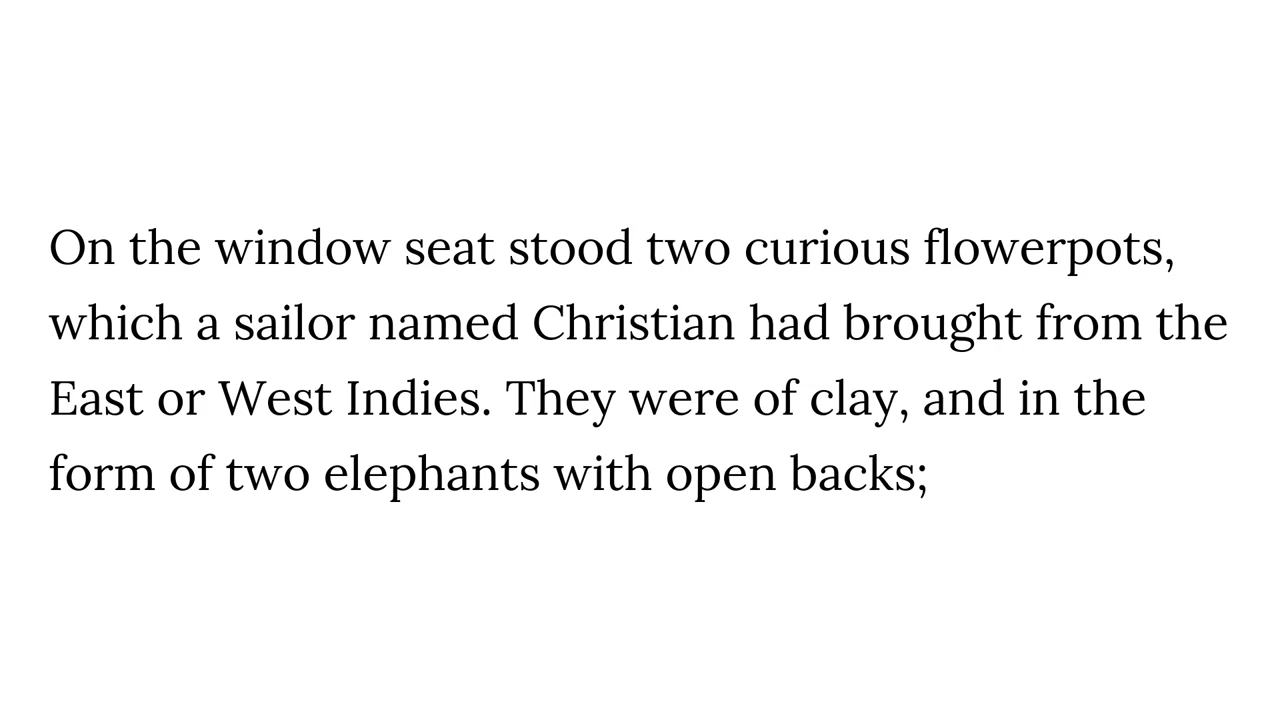 On the window seat stood two curious flowerpots,
which a sailor named Christian had brought from the
East or West Indies. They were of clay, and in the
form of two elephants with open backs;